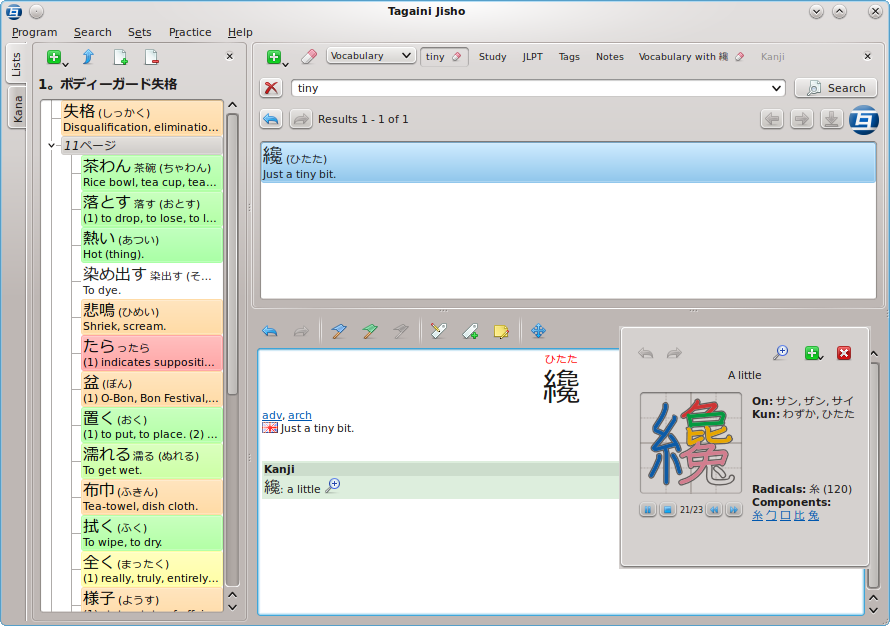 Tagaini Jisho
Program Search Sets Practice Help
Lists
Kana
1。ボディーガード失格
失格 (しっかく)
Disqualification, eliminatio...
11ページ
茶わん 茶碗 (ちゃわん)
Rice bowl, tea cup, tea...
落とす 落す (おとす)
(1) to drop, to lose, to l...
熱い (あつい)
Hot (thing).
染め出す 染出す (そ...
To dye.
悲鳴 (ひめい)
Shriek, scream.
たら ったら
(1) indicates suppositi...
盆 (ぼん)
(1) O-Bon, Bon Festival,...
置く (おく)
(1) to put, to place. (2) ...
濡れる 濡る (ぬれる)
To get wet.
布巾 (ふきん)
Tea-towel, dish cloth.
拭く (ふく)
To wipe, to dry.
全く (まったく)
(1) really, truly, entirely...
様子 (ようす)
Vocabulary tiny Study JLPT Tags Notes Vocabulary with 纔 Kanji
tiny Search
Results 1 - 1 of 1
纔 (ひたた)
Just a tiny bit.
ひたた
纔
adv, arch
Just a tiny bit.
Kanji
纔: a little
A little
纔
On: サン, ザン, サイ
Kun: わずか, ひたた
Radicals: 糸 (120)
Components:
糸 勹 口 比 兔
21/23
互